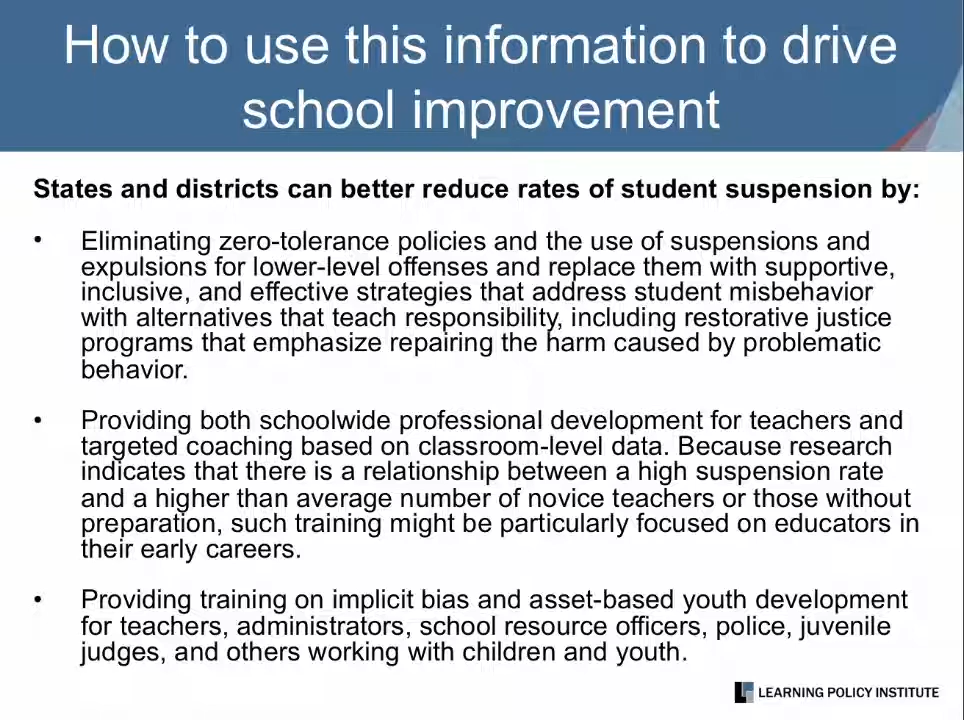 How to use this information to drive
school improvement
States and districts can better reduce rates of student suspension by:
• Eliminating zero-tolerance policies and the use of suspensions and
expulsions for lower-level offenses and replace them with supportive,
inclusive, and effective strategies that address student misbehavior
with alternatives that teach responsibility, including restorative justice
programs that emphasize repairing the harm caused by problematic
behavior.
• Providing both schoolwide professional development for teachers and
targeted coaching based on classroom-level data. Because research
indicates that there is a relationship between a high suspension rate
and a higher than average number of novice teachers or those without
preparation, such training might be particularly focused on educators in
their early careers.
• Providing training on implicit bias and asset-based youth development
for teachers, administrators, school resource officers, police, juvenile
judges, and others working with children and youth.
LEARNING POLICY INSTITUTE